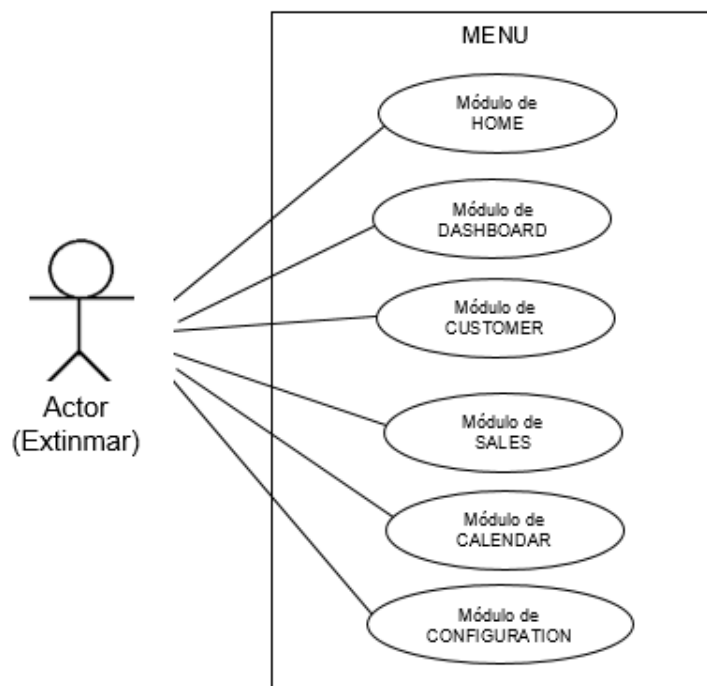 MENU
Módulo de
HOME
Módulo de
DASHBOARD
Módulo de
CUSTOMER
Actor
(Extinmar)
Módulo de
SALES
Módulo de
CALENDAR
Módulo de
CONFIGURATION